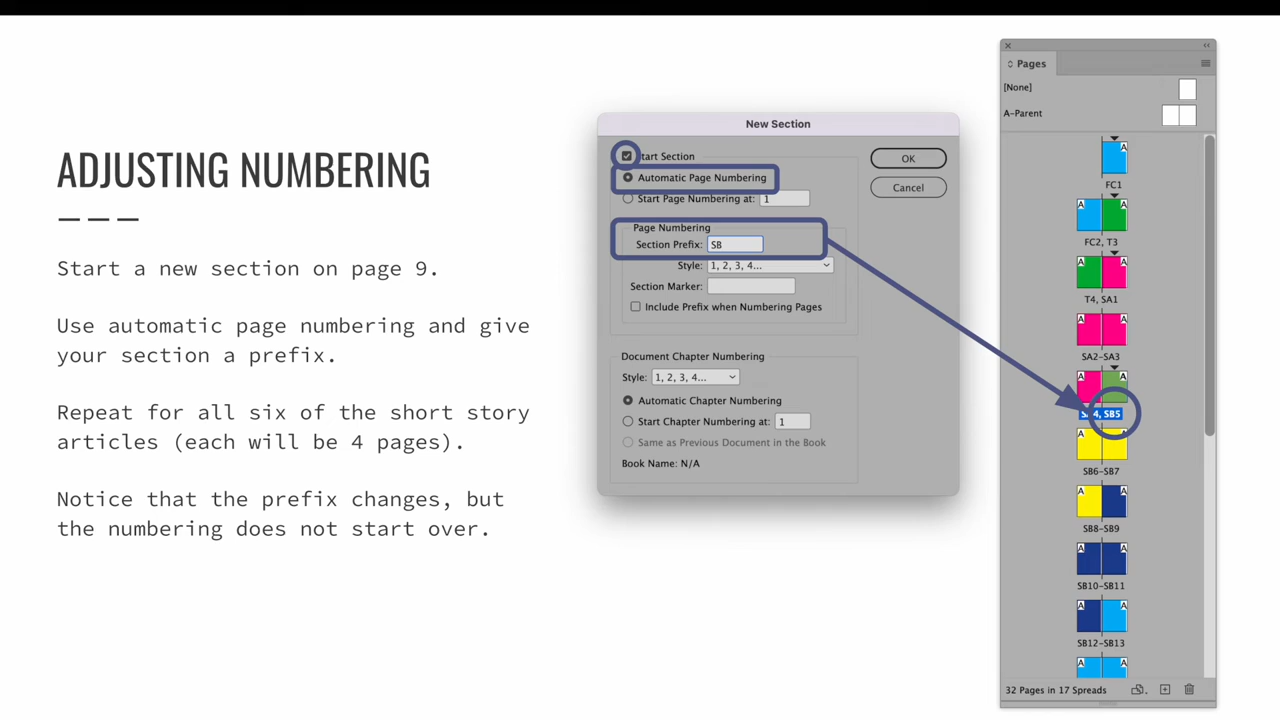 ADJUSTING NUMBERING
Start a new section on page 9.
Use automatic page numbering and give
your section a prefix.
Repeat for all six of the short story
articles (each will be 4 pages).
Notice that the prefix changes, but
the numbering does not start over.
New Section
Start Section
Automatic Page Numbering
Start Page Numbering at: 1
Page Numbering
Section Prefix: SB
Style: 1, 2, 3, 4...
Section Marker:
Include Prefix when Numbering Pages
Document Chapter Numbering
Style: 1, 2, 3, 4...
Automatic Chapter Numbering
Start Chapter Numbering at: 1
Same as Previous Document in the Book
Book Name: N/A
OK
Cancel
Pages
[None]
A-Parent
A
FC1
A A
FC2, T3
A A
T4, SA1
A A
SA2-SA3
A A
SA4, SB5
A A
SB6-SB7
A A
SB8-SB9
A A
SB10-SB11
A A
SB12-SB13
A A
32 Pages in 17 Spreads